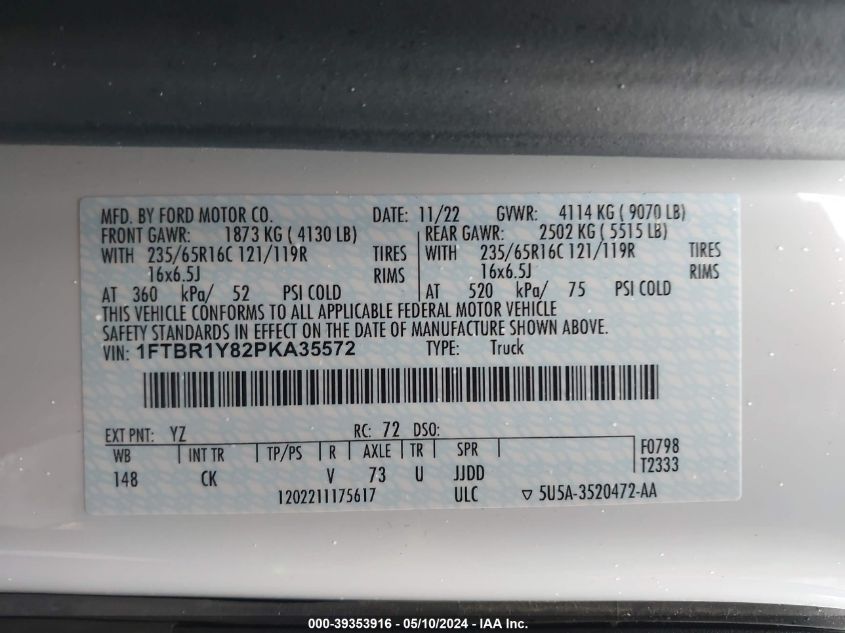 MFD. BY FORD MOTOR CO. DATE: 11/22 GVWR: 4114 KG ( 9070 LB)
FRONT GAWR: 1873 KG ( 4130 LB) REAR GAWR: 2502 KG ( 5515 LB)
WITH 235/65R16C 121/119R TIRES WITH 235/65R16C 121/119R TIRES
16x6.5J RIMS 16x6.5J RIMS
AT 360 kPa/ 52 PSI COLD AT 520 kPa/ 75 PSI COLD
THIS VEHICLE CONFORMS TO ALL APPLICABLE FEDERAL MOTOR VEHICLE
SAFETY STANDARDS IN EFFECT ON THE DATE OF MANUFACTURE SHOWN ABOVE.
VIN: 1FTBR1Y82PKA35572 TYPE: Truck
EXT PNT: YZ RC: 72 DSO:
WB INT TR TP/PS R AXLE TR SPR F0798
148 CK V 73 U JJDD T2333
1202211175617 ULC ▽ 5U5A-3520472-AA
000-39353916 - 05/10/2024 - IAA Inc.